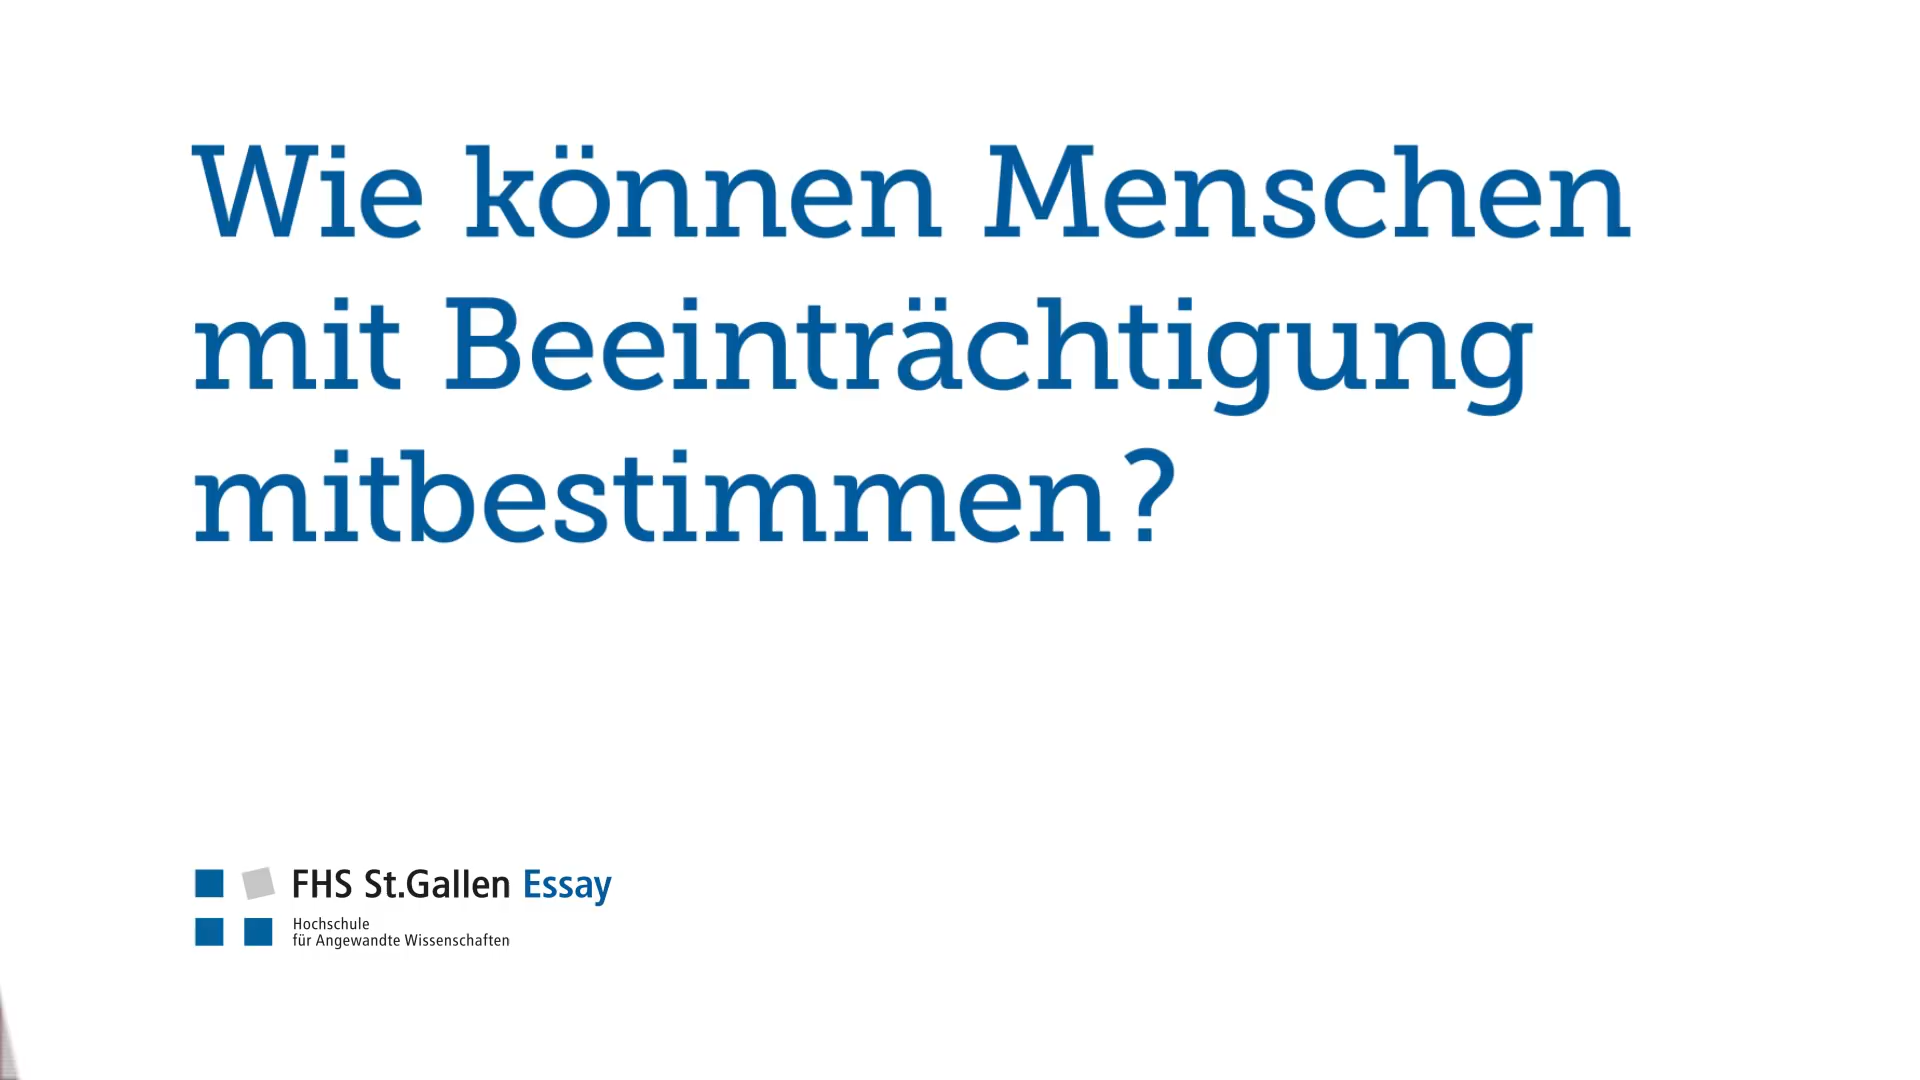 Wie können Menschen
mit Beeinträchtigung
mitbestimmen?
FHS St.Gallen Essay
Hochschule
für Angewandte Wissenschaften